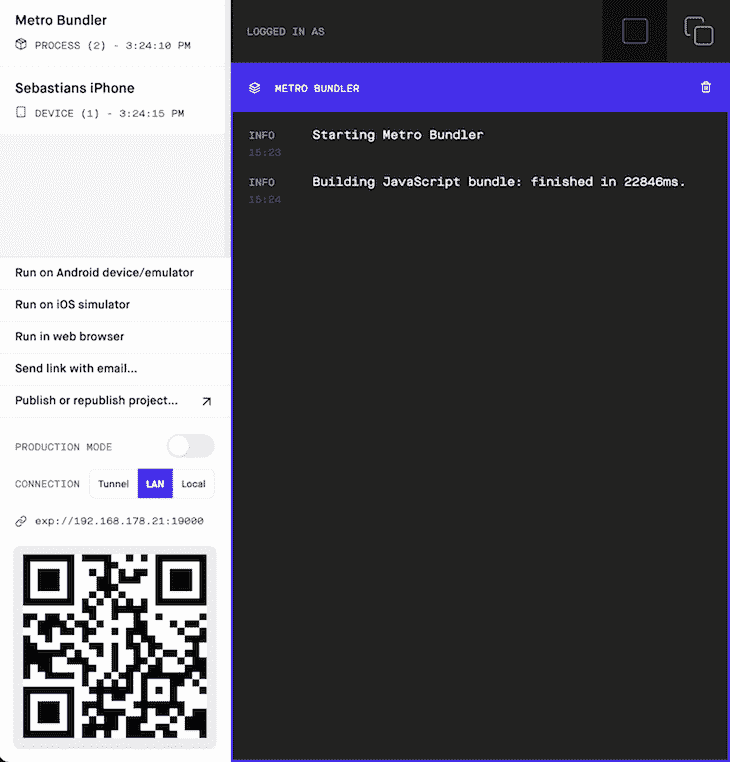 Metro Bundler
PROCESS (2) - 3:24:10 PM
Sebastians iPhone
DEVICE (1) - 3:24:15 PM
Run on Android device/emulator
Run on iOS simulator
Run in web browser
Send link with email...
Publish or republish project...
PRODUCTION MODE
CONNECTION Tunnel LAN Local
exp://192.168.178.21:19000
LOGGED IN AS
METRO BUNDLER
INFO Starting Metro Bundler
15:23
INFO Building JavaScript bundle: finished in 22846ms.
15:24